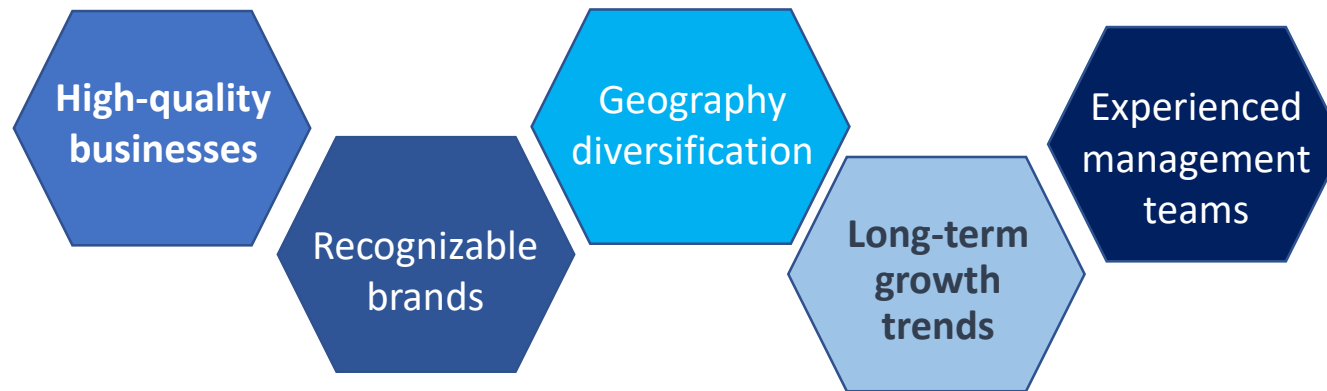 High-quality
businesses
Recognizable
brands
Geography
diversification
Long-term
growth
trends
Experienced
management
teams